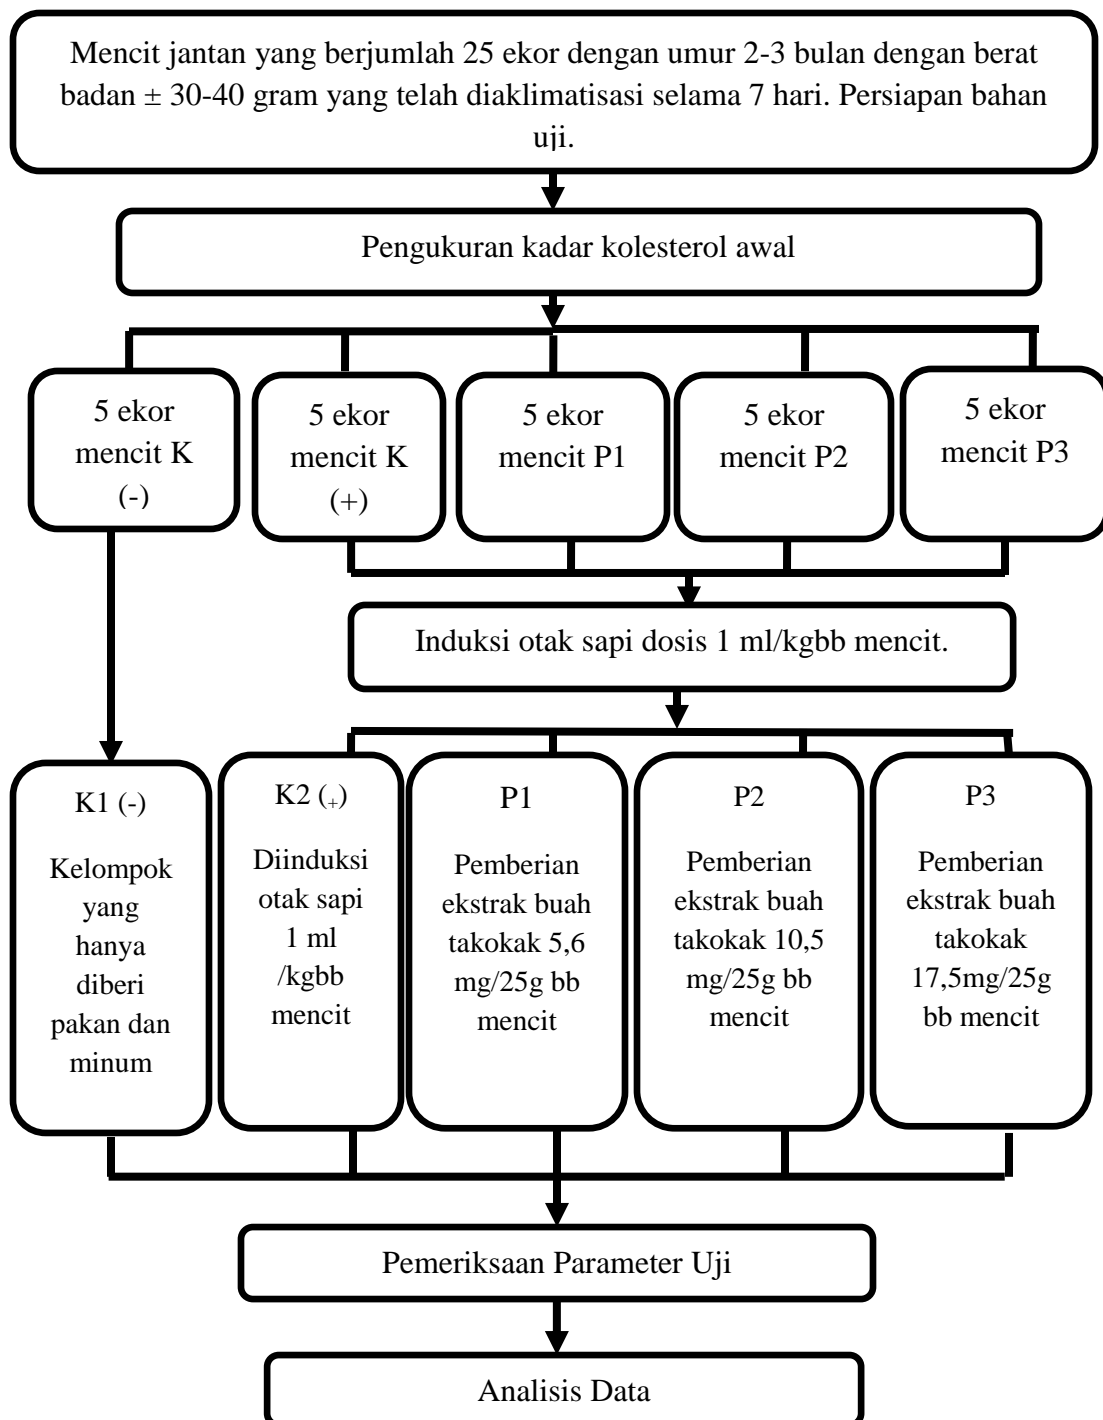 Mencit jantan yang berjumlah 25 ekor dengan umur 2-3 bulan dengan berat
badan ± 30-40 gram yang telah diaklimatisasi selama 7 hari. Persiapan bahan
uji.
Pengukuran kadar kolesterol awal
5 ekor
mencit K
(-)
5 ekor
mencit K
(+)
5 ekor
mencit P1
5 ekor
mencit P2
5 ekor
mencit P3
Induksi otak sapi dosis 1 ml/kgbb mencit.
K1 (-)
Kelompok
yang
hanya
diberi
pakan dan
minum
K2 (+)
Diinduksi
otak sapi
1 ml
/kgbb
mencit
P1
Pemberian
ekstrak buah
takokak 5,6
mg/25g bb
mencit
P2
Pemberian
ekstrak buah
takokak 10,5
mg/25g bb
mencit
P3
Pemberian
ekstrak buah
takokak
17,5mg/25g
bb mencit
Pemeriksaan Parameter Uji
Analisis Data